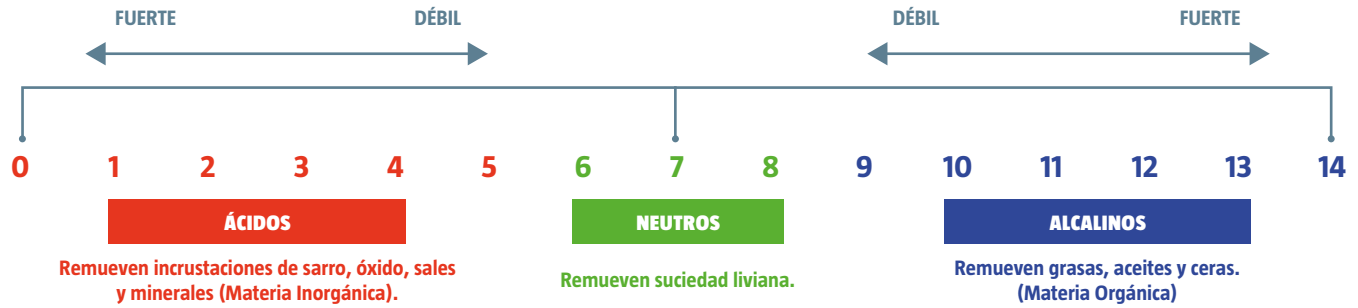 FUERTE DÉBIL DÉBIL FUERTE
0 1 2 3 4 5 6 7 8 9 10 11 12 13 14
ÁCIDOS NEUTROS ALCALINOS
Remueven incrustaciones de sarro, óxido, sales
y minerales (Materia Inorgánica).
Remueven suciedad liviana.
Remueven grasas, aceites y ceras.
(Materia Orgánica)